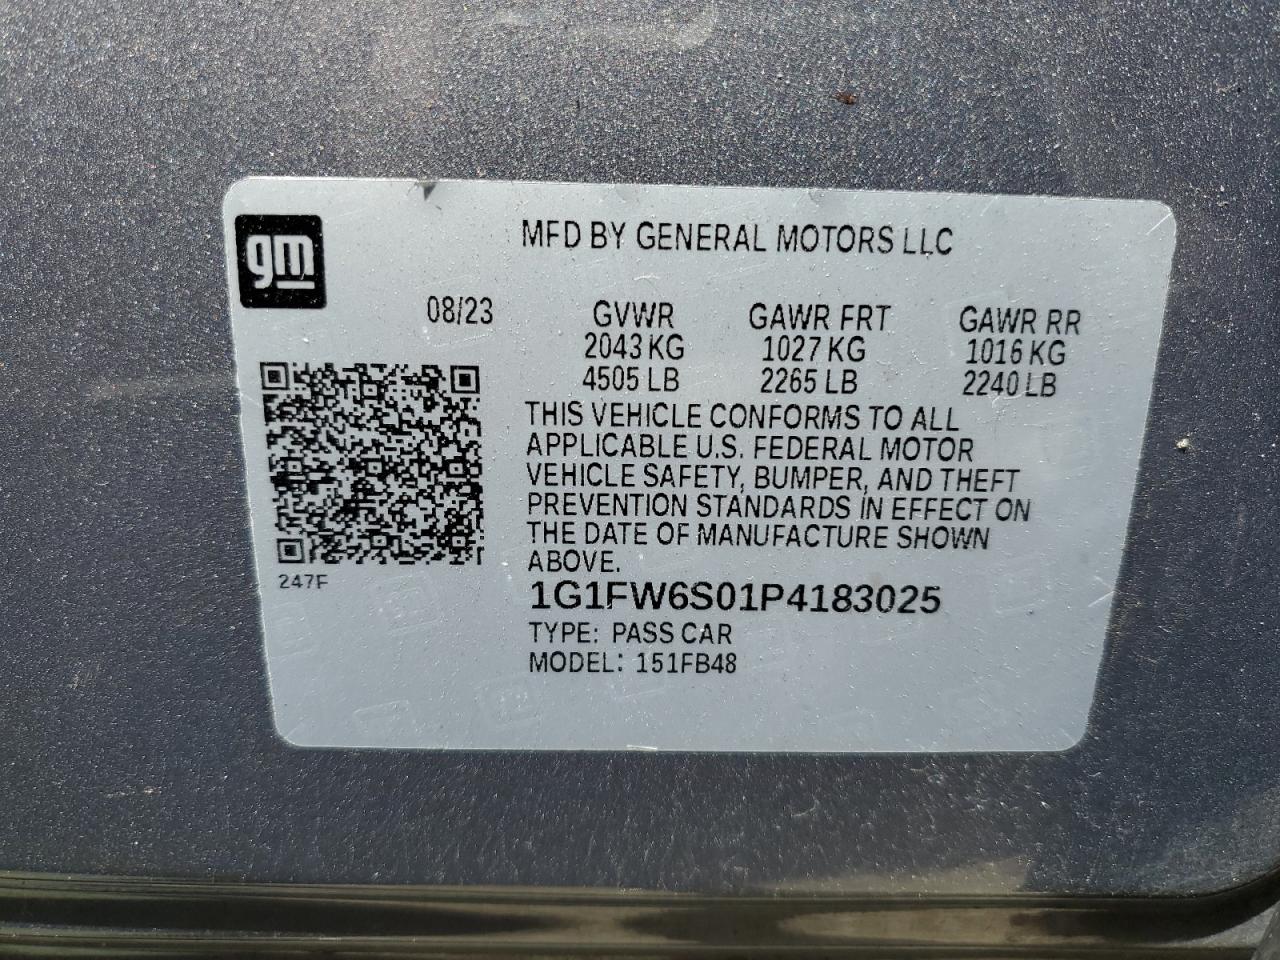 gm
MFD BY GENERAL MOTORS LLC
08/23 GVWR GAWR FRT GAWR RR
2043 KG 1027 KG 1016 KG
4505 LB 2265 LB 2240 LB
THIS VEHICLE CONFORMS TO ALL
APPLICABLE U.S. FEDERAL MOTOR
VEHICLE SAFETY, BUMPER, AND THEFT
PREVENTION STANDARDS IN EFFECT ON
THE DATE OF MANUFACTURE SHOWN
ABOVE.
247F
1G1FW6S01P4183025
TYPE: PASS CAR
MODEL: 151FB48